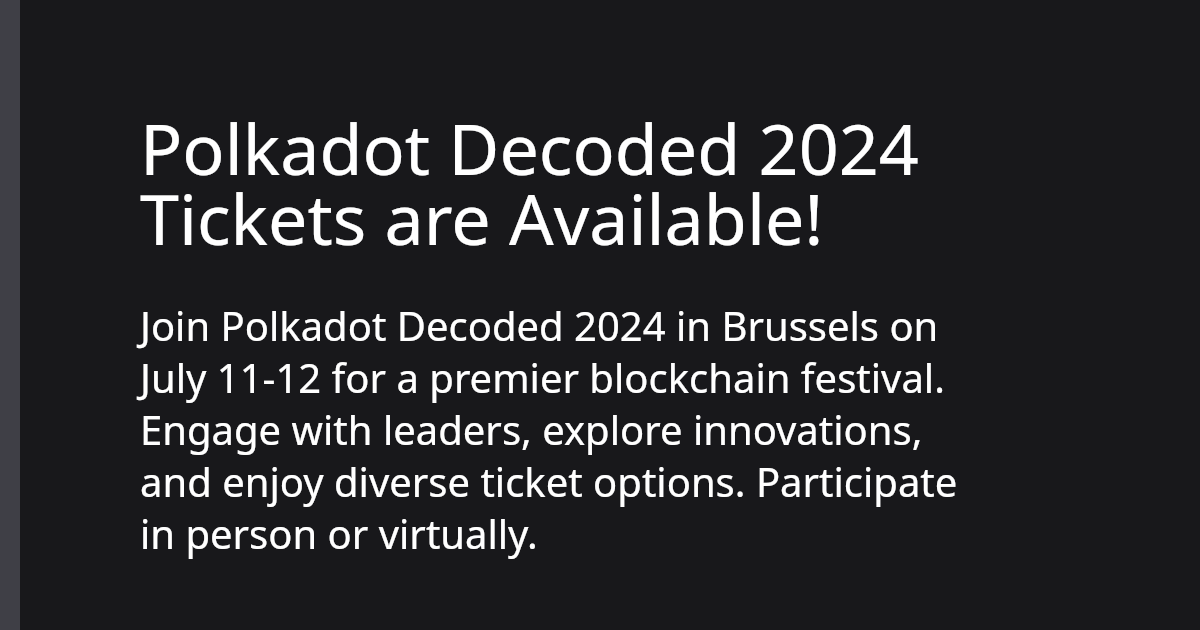 Polkadot Decoded 2024
Tickets are Available!
Join Polkadot Decoded 2024 in Brussels on
July 11-12 for a premier blockchain festival.
Engage with leaders, explore innovations,
and enjoy diverse ticket options. Participate
in person or virtually.